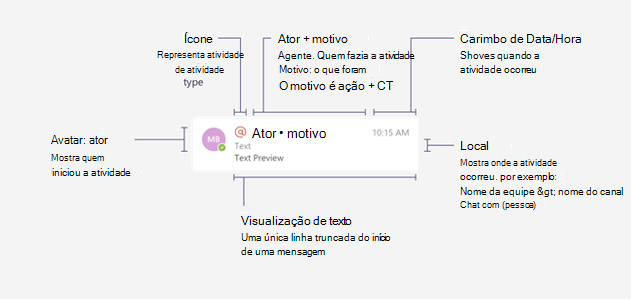 Ícone
Representa atividade
de atividade
type
Ator + motivo
Agente. Quem fazia a atividade
Motivo: o que foram
O motivo é ação + CT
Carimbo de Data/Hora
Shoves quando a
atividade ocorreu
Avatar: ator
Mostra quem
iniciou a atividade
MB
@ Ator • motivo
10:15 AM
Text
Text Preview
Local
Mostra onde a atividade
ocorreu. por exemplo:
Nome da equipe &gt; nome do canal
Chat com (pessoa)
Visualização de texto
Uma única linha truncada do início
de uma mensagem